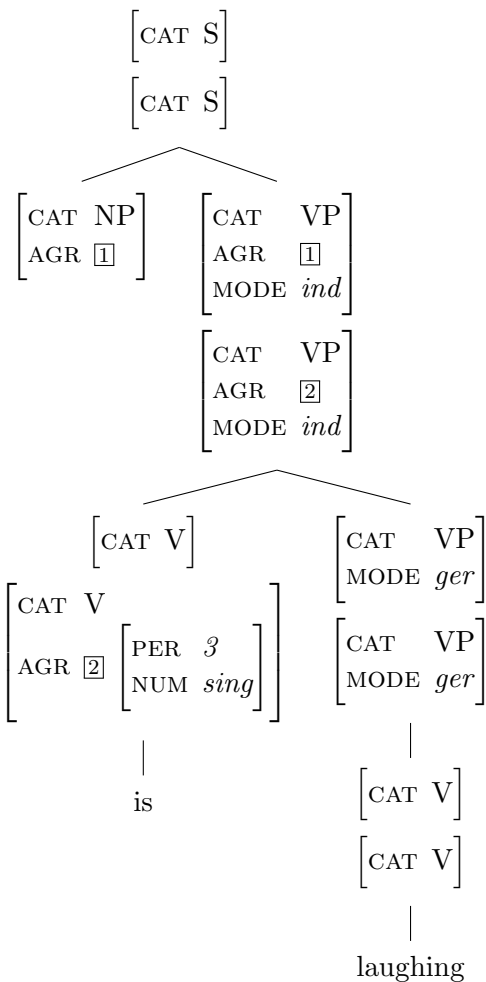 CAT S
CAT S
CAT NP
AGR 1
CAT VP
AGR 1
MODE ind
CAT VP
AGR 2
MODE ind
CAT V
CAT VP
MODE ger
CAT V
AGR 2 PER 3
NUM sing
CAT VP
MODE ger
is
CAT V
CAT V
laughing